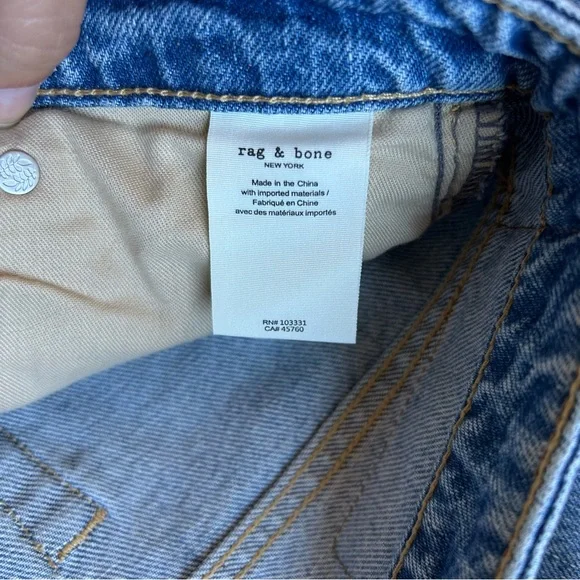 rag & bone
NEW YORK
Made in the China
with imported materials /
Fabriqué en Chine
avec des matériaux importés
RN# 103331
CA# 45760